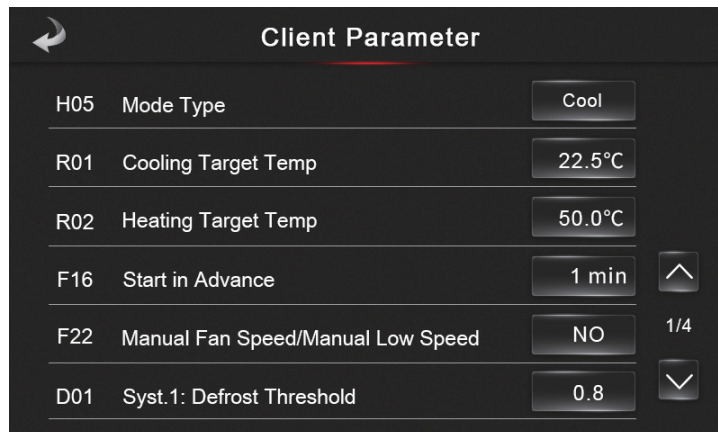 Client Parameter
H05 Mode Type Cool
R01 Cooling Target Temp 22.5℃
R02 Heating Target Temp 50.0℃
F16 Start in Advance 1 min
F22 Manual Fan Speed/Manual Low Speed NO
1/4
D01 Syst.1: Defrost Threshold 0.8